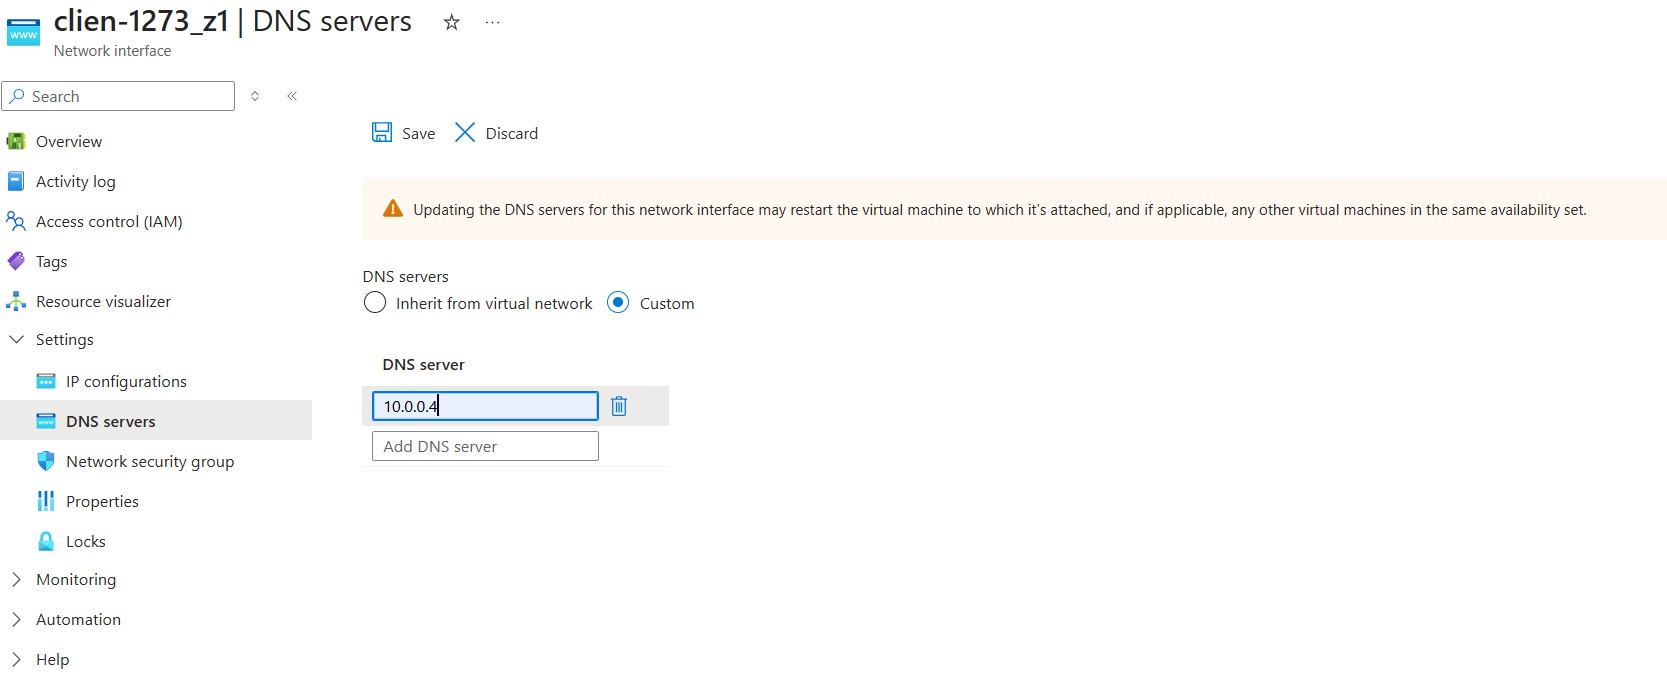 clien-1273_z1 | DNS servers
Network interface
Search
Overview
Activity log
Access control (IAM)
Tags
Resource visualizer
Settings
IP configurations
DNS servers
Network security group
Properties
Locks
Monitoring
Automation
Help
Save Discard
Updating the DNS servers for this network interface may restart the virtual machine to which it’s attached, and if applicable, any other virtual machines in the same availability set.
DNS servers
Inherit from virtual network Custom
DNS server
10.0.0.4
Add DNS server